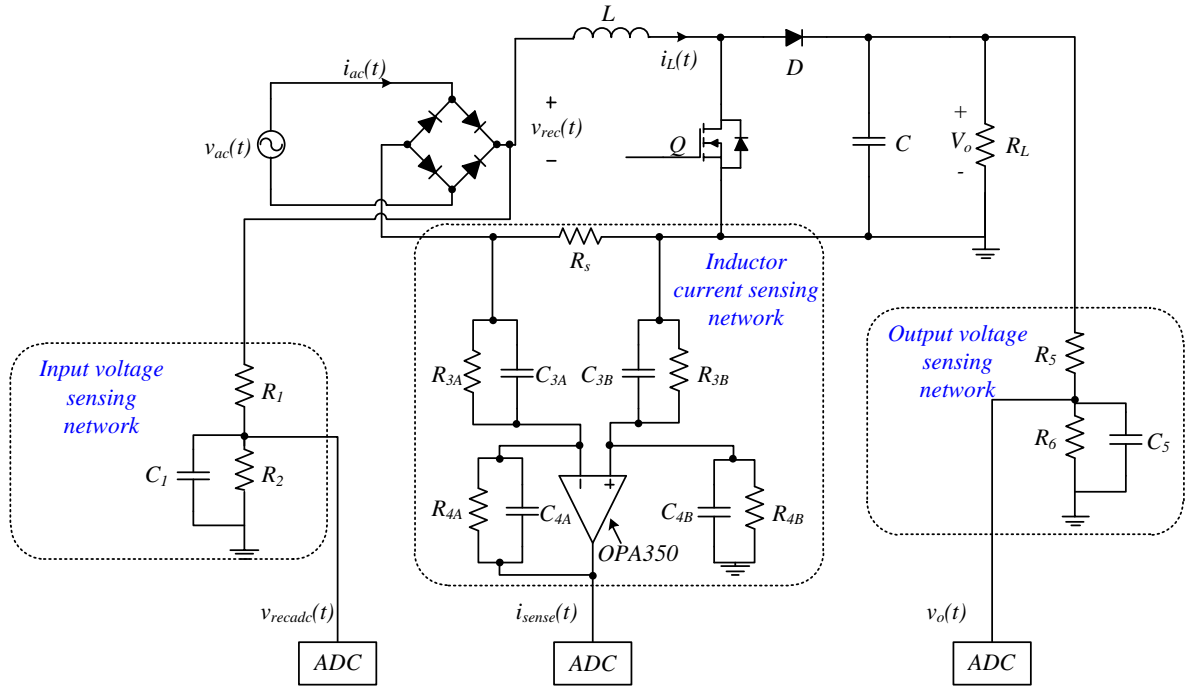 L
i_ac(t)
i_L(t)
D
+
v_rec(t)
−
v_ac(t)
Q
C
+
V_o
-
R_L
R_s
Inductor
current sensing
network
Input voltage
sensing
network
Output voltage
sensing
network
R_1
R_3A
C_3A
C_3B
R_3B
R_5
C_1
R_2
R_4A
C_4A
−
+
C_4B
R_4B
R_6
C_5
OPA350
v_recadc(t)
i_sense(t)
v_o(t)
ADC
ADC
ADC